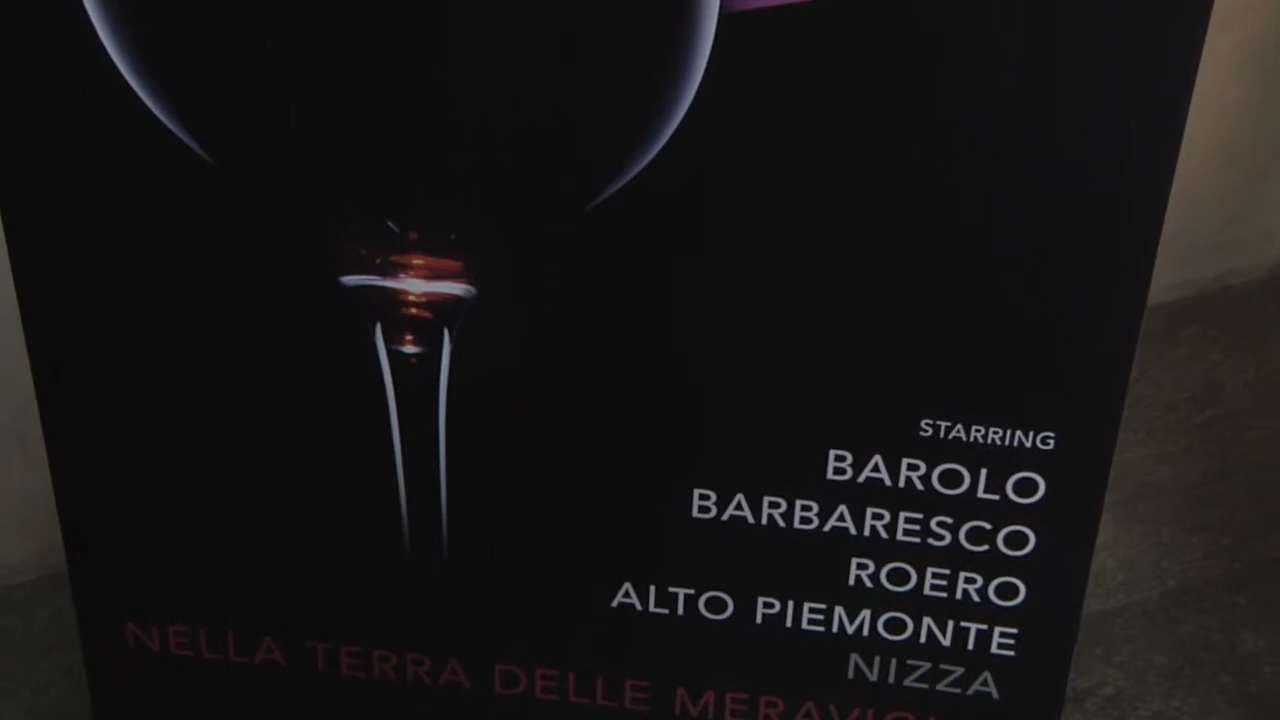 STARRING
BAROLO
BARBARESCO
ROERO
ALTO PIEMONTE
NIZZA
NELLA TERRA DELLE